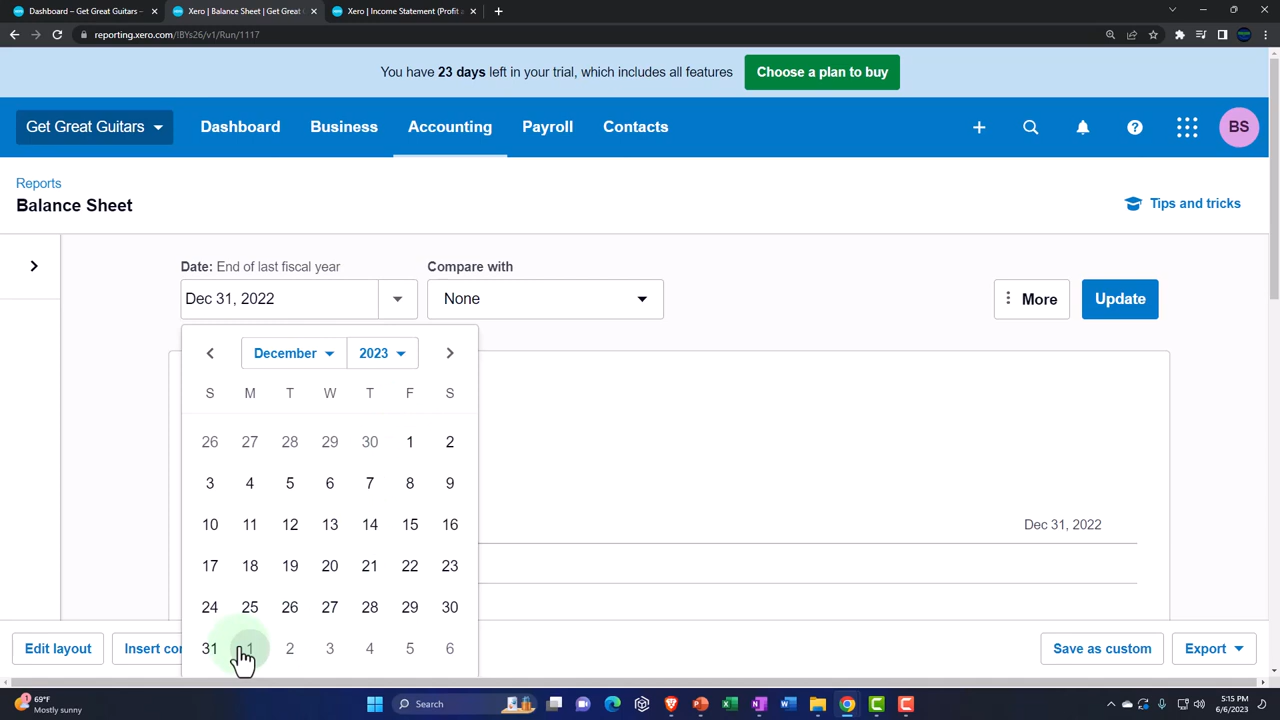 Dashboard – Get Great Guitars –
Xero | Balance Sheet | Get Great
Xero | Income Statement (Profit a
reporting.xero.com/!BYs26/v1/Run/1117
You have 23 days left in your trial, which includes all features
Choose a plan to buy
Get Great Guitars
Dashboard
Business
Accounting
Payroll
Contacts
BS
Reports
Balance Sheet
Tips and tricks
Date: End of last fiscal year
Compare with
Dec 31, 2022
None
More
Update
December
2023
S M T W T F S
26 27 28 29 30 1 2
3 4 5 6 7 8 9
10 11 12 13 14 15 16
Dec 31, 2022
17 18 19 20 21 22 23
24 25 26 27 28 29 30
31 1 2 3 4 5 6
Edit layout
Insert con
Save as custom
Export
69°F
Mostly sunny
Search
5:15 PM
6/6/2023